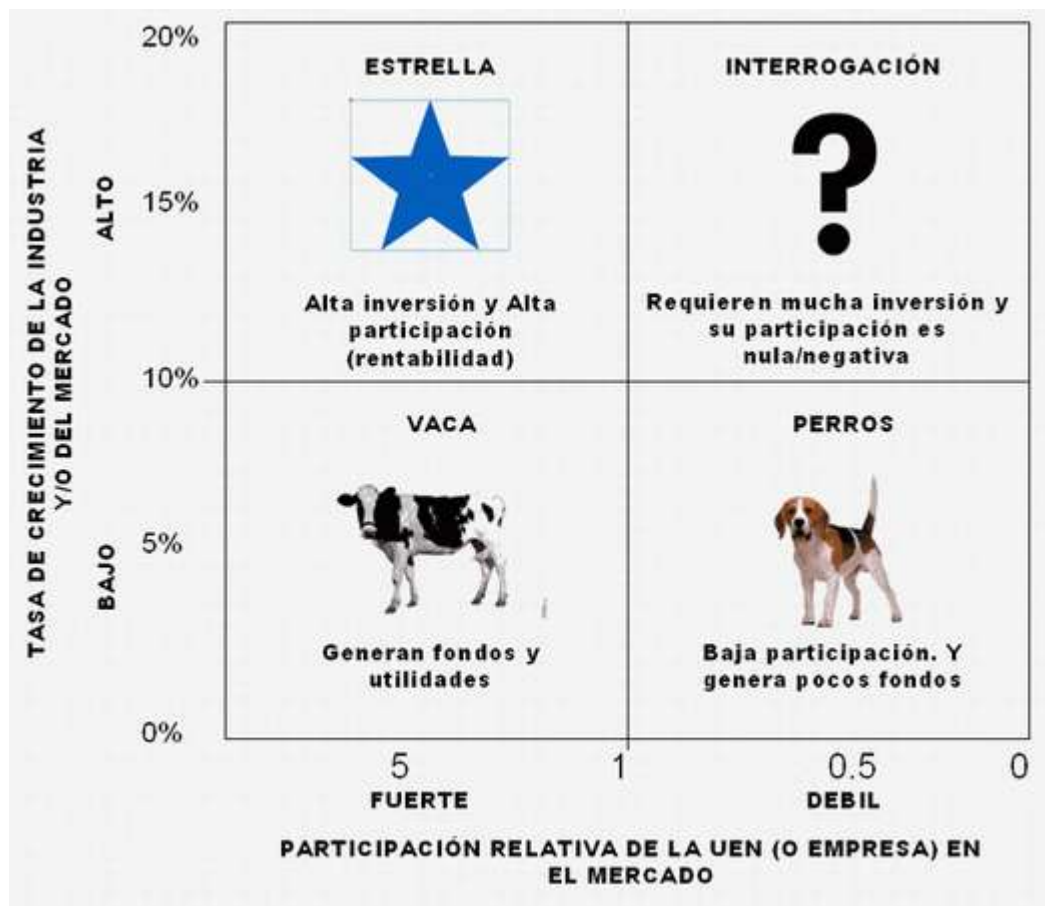 20%
ESTRELLA
INTERROGACIÓN
TASA DE CRECIMIENTO DE LA INDUSTRIA
Y/O DEL MERCADO
ALTO
15%
Alta inversión y Alta
participación
(rentabilidad)
Requieren mucha inversión y
su participación es
nula/negativa
10%
VACA
PERROS
BAJO
5%
Generan fondos y
utilidades
Baja participación. Y
genera pocos fondos
0%
5
1
0.5
0
FUERTE
DEBIL
PARTICIPACIÓN RELATIVA DE LA UEN (O EMPRESA) EN
EL MERCADO